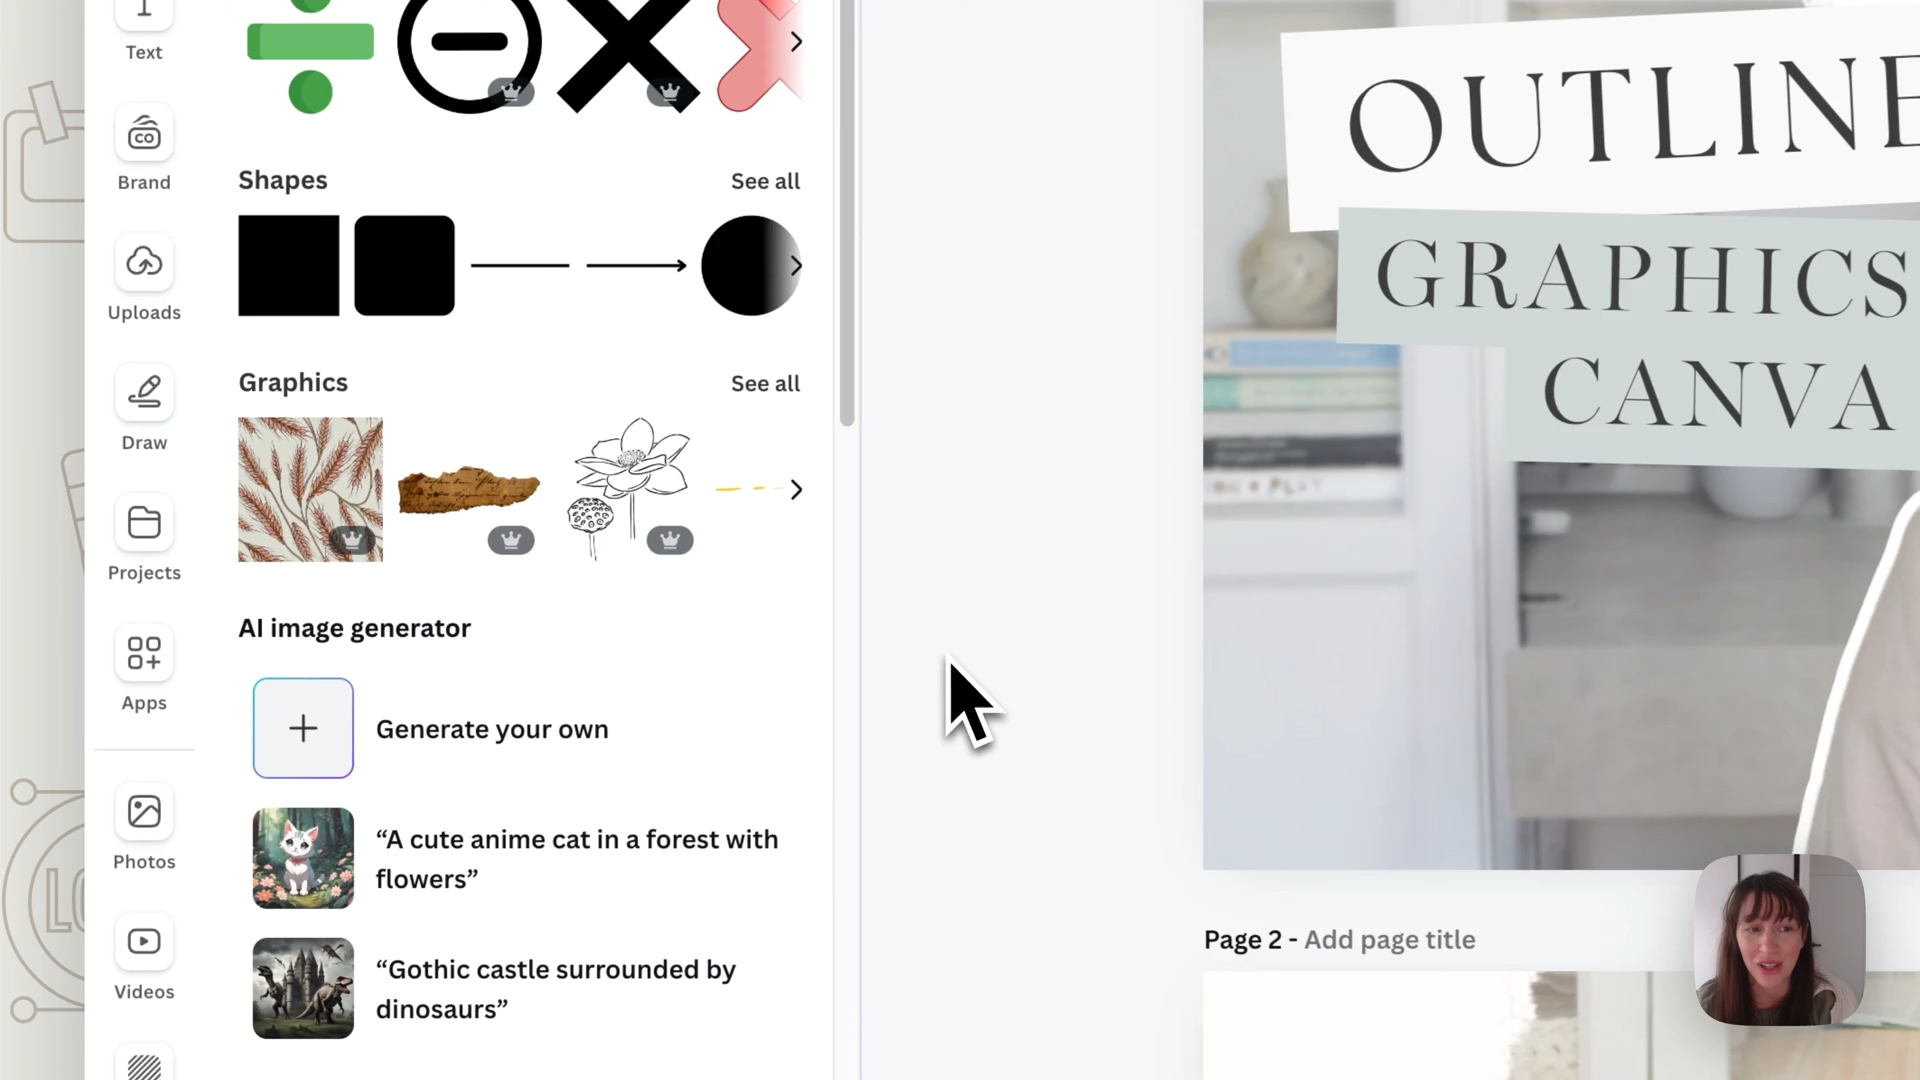 Text
Brand
Uploads
Draw
Projects
Apps
Photos
Videos
CO
Shapes
See all
Graphics
See all
AI image generator
Generate your own
“A cute anime cat in a forest with
flowers”
“Gothic castle surrounded by
dinosaurs”
OUTLINE
GRAPHICS
CANVA
Page 2 - Add page title